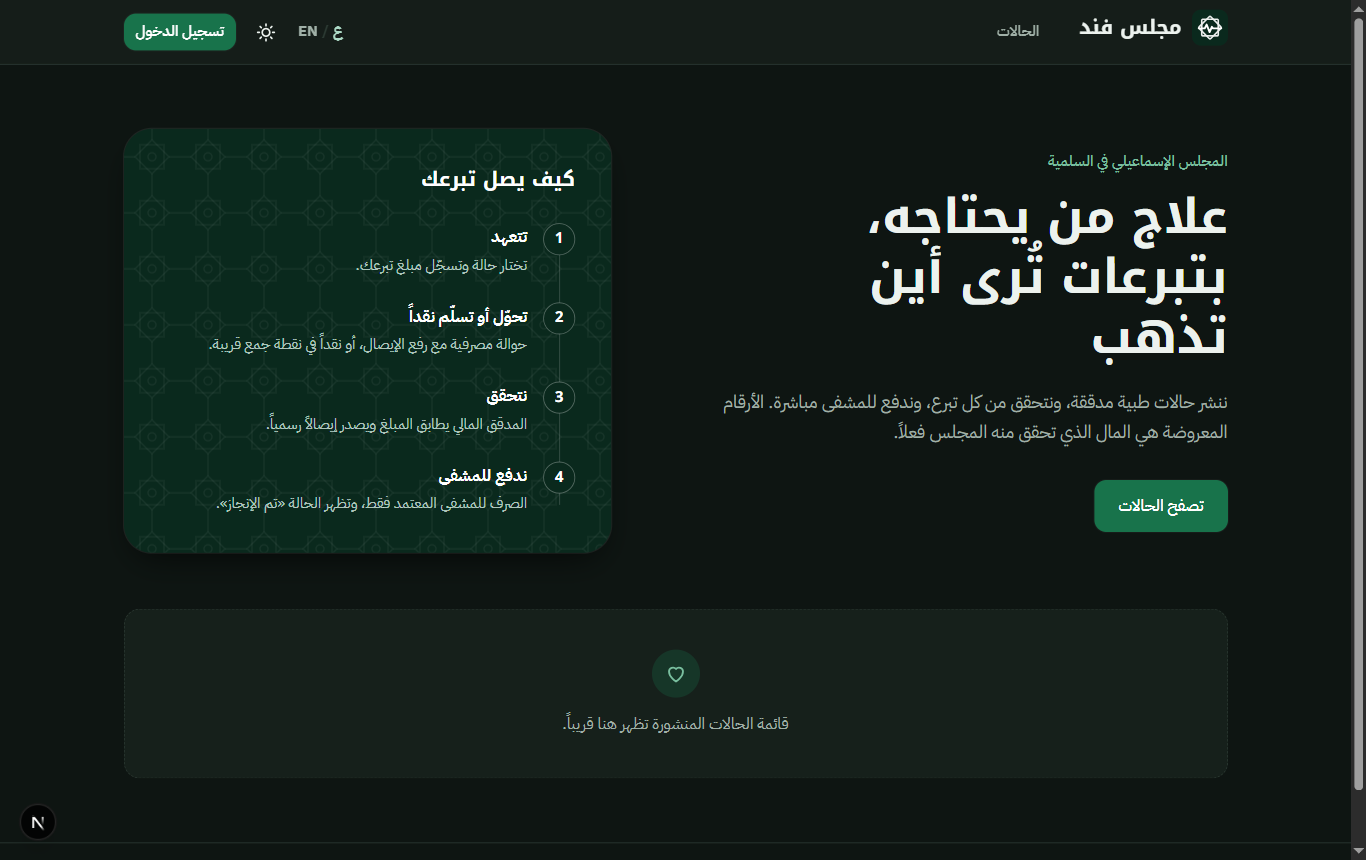 مجلس فند
الحالات
ع / EN
تسجيل الدخول
المجلس الإسماعيلي في السلمية
علاج من يحتاجه،
بتبرعات تُرى أين
تذهب
ننشر حالات طبية مدققة، ونتحقق من كل تبرع، وندفع للمشفى مباشرة. الأرقام
المعروضة هي المال الذي تحقق منه المجلس فعلاً.
تصفح الحالات
كيف يصل تبرعك
1
تتعهد
تختار حالة وتسجّل مبلغ تبرعك.
2
تحوّل أو تسلّم نقداً
حوالة مصرفية مع رفع الإيصال، أو نقداً في نقطة جمع قريبة.
3
نتحقق
المدقق المالي يطابق المبلغ ويصدر إيصالاً رسمياً.
4
ندفع للمشفى
الصرف للمشفى المعتمد فقط، وتظهر الحالة «تم الإنجاز».
قائمة الحالات المنشورة تظهر هنا قريباً.
N